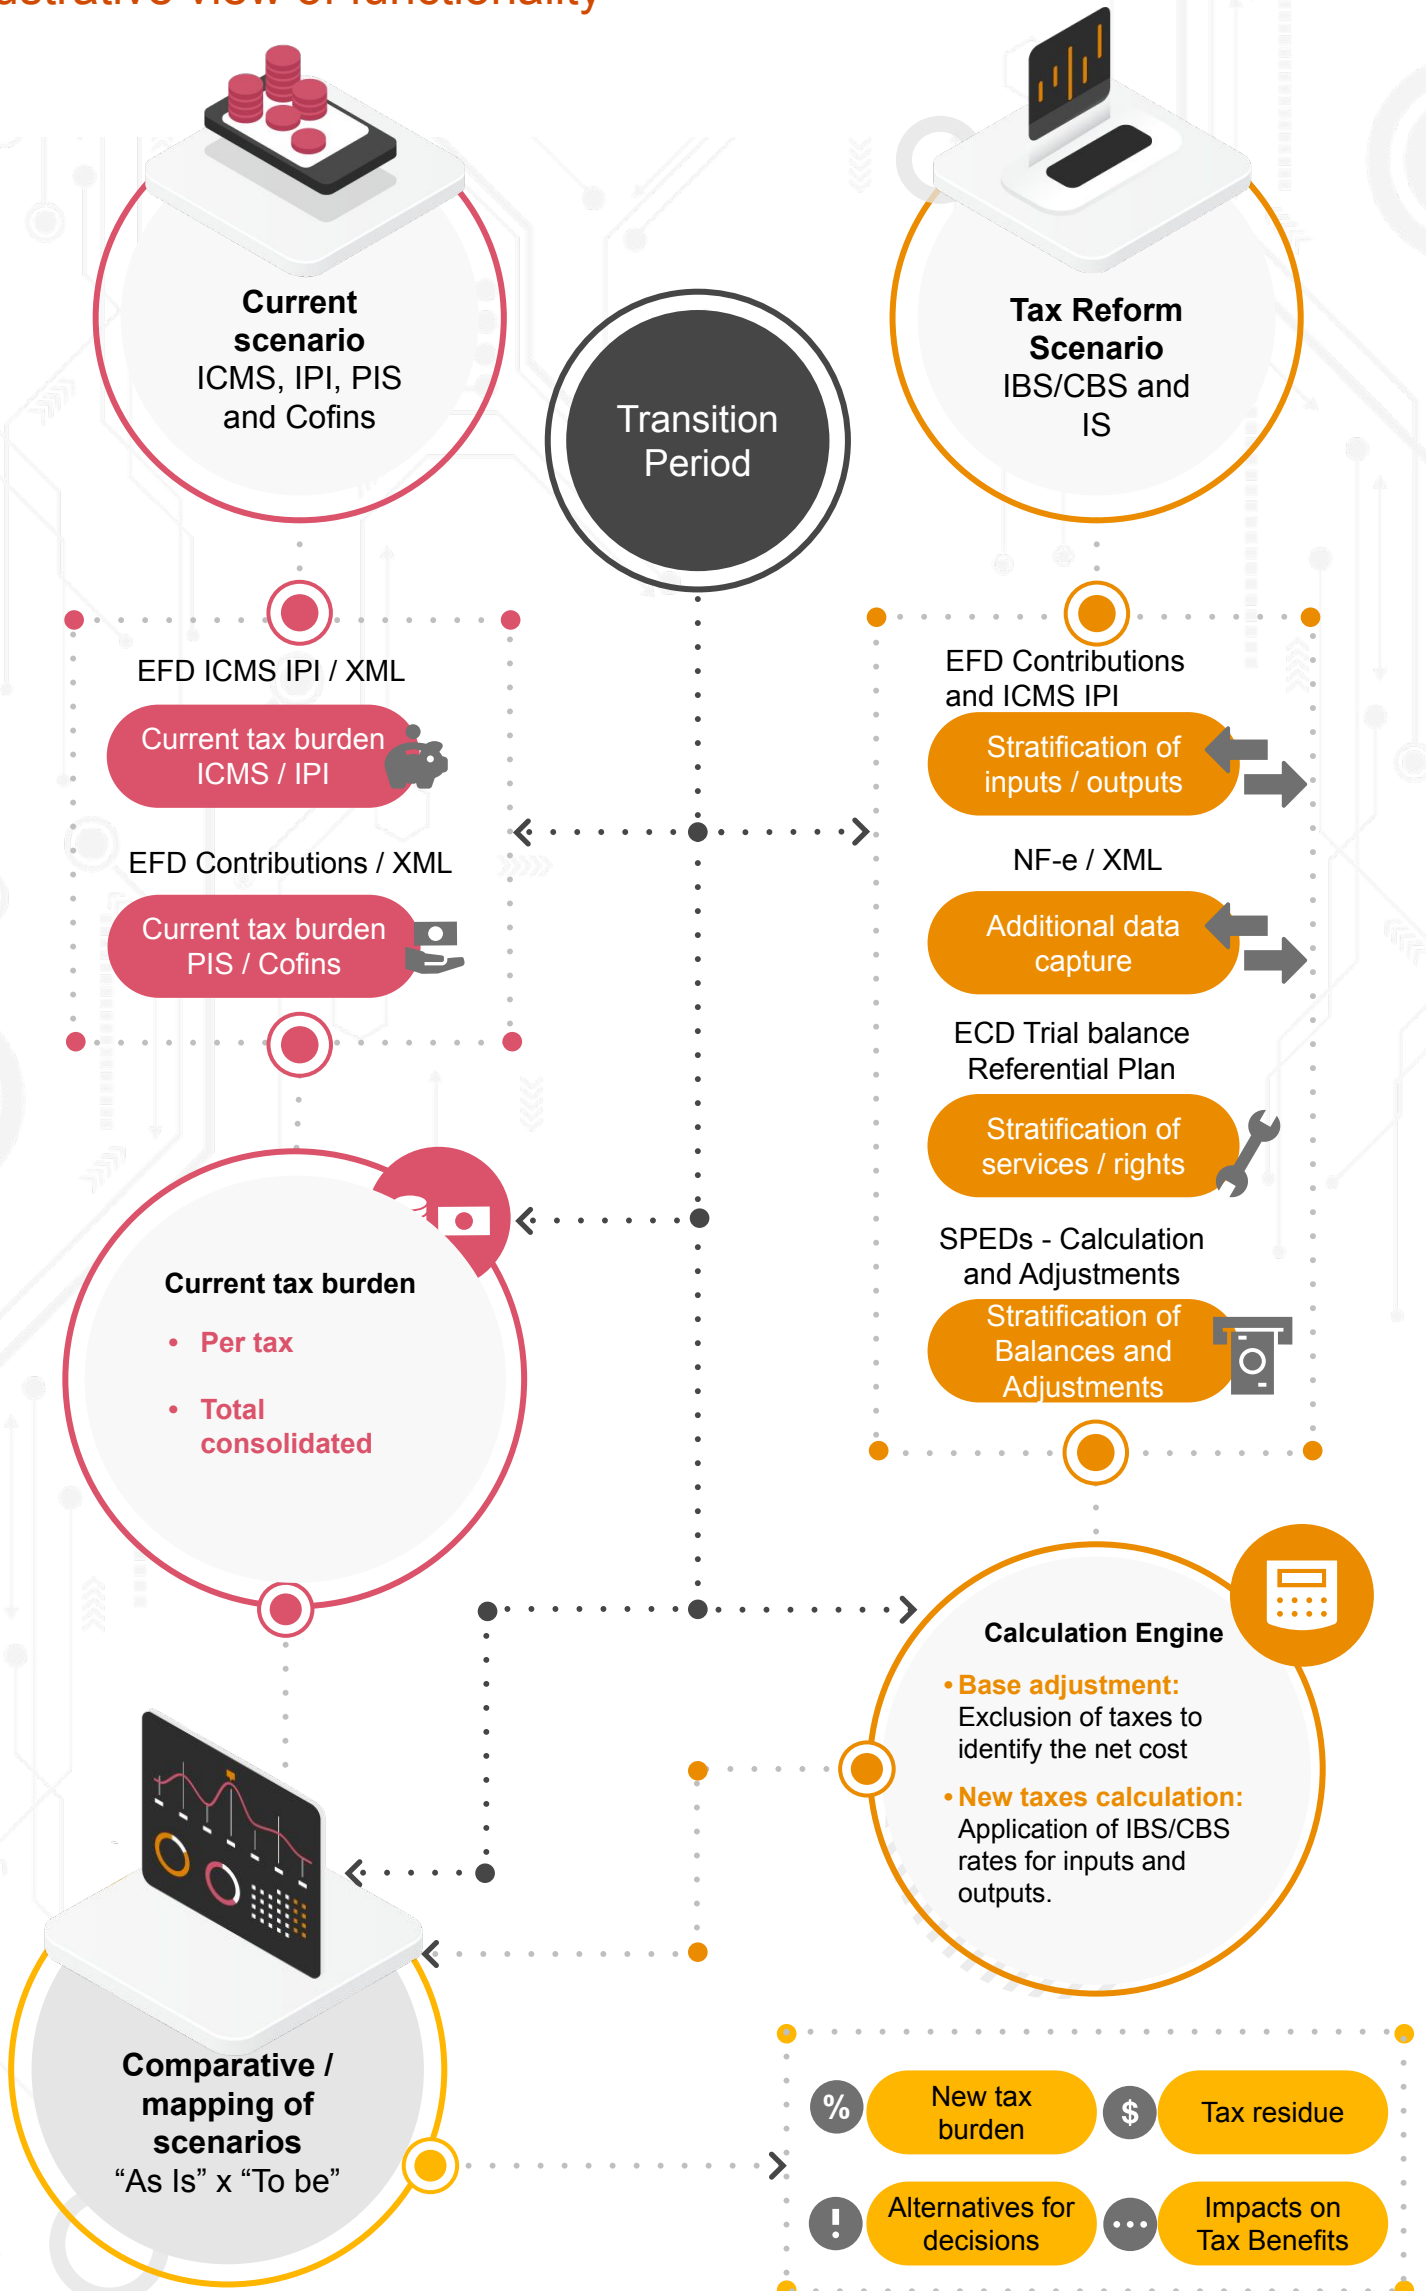 view of functionality
Current
scenario
ICMS, IPI, PIS
and Cofins
Transition
Period
Tax Reform
Scenario
IBS/CBS and
IS
EFD ICMS IPI / XML
Current tax burden
ICMS / IPI
EFD Contributions / XML
Current tax burden
PIS / Cofins
EFD Contributions
and ICMS IPI
Stratification of
inputs / outputs
NF-e / XML
Additional data
capture
ECD Trial balance
Referential Plan
Stratification of
services / rights
SPEDs - Calculation
and Adjustments
Stratification of
Balances and
Adjustments
Current tax burden
• Per tax
• Total
consolidated
Calculation Engine
• Base adjustment:
Exclusion of taxes to
identify the net cost
• New taxes calculation:
Application of IBS/CBS
rates for inputs and
outputs.
Comparative /
mapping of
scenarios
“As Is” x “To be”
%
New tax
burden
$
Tax residue
!
Alternatives for
decisions
Impacts on
Tax Benefits